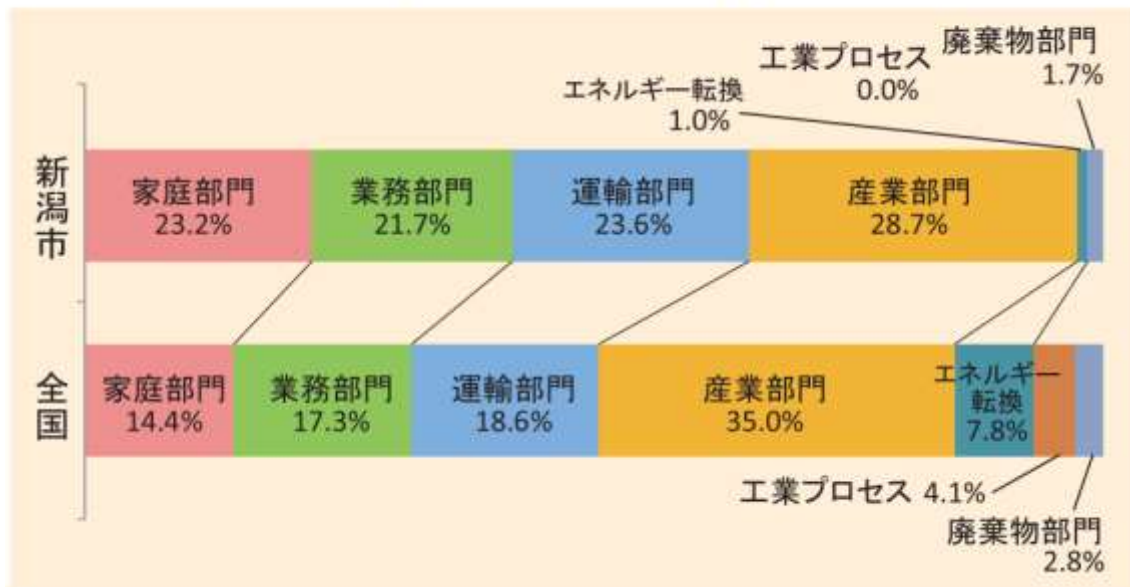 廃棄物部門
1.7%
工業プロセス
0.0%
エネルギー転換
1.0%
新潟市
家庭部門
23.2%
業務部門
21.7%
運輸部門
23.6%
産業部門
28.7%
全国
家庭部門
14.4%
業務部門
17.3%
運輸部門
18.6%
産業部門
35.0%
エネルギー
転換
7.8%
工業プロセス 4.1%
廃棄物部門
2.8%